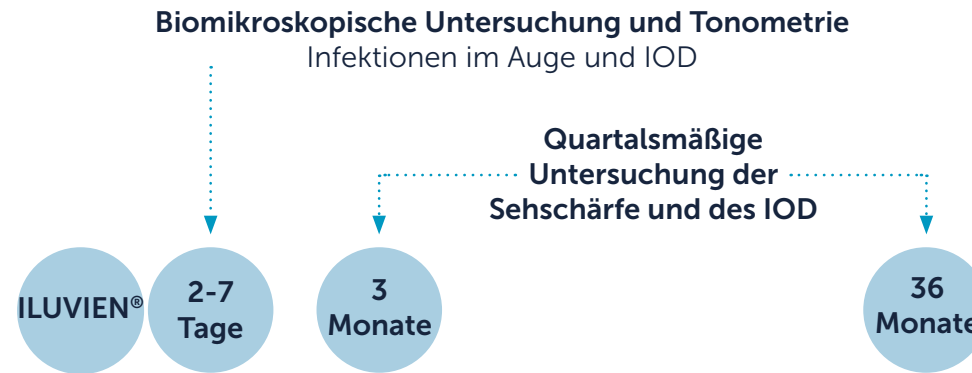 Biomikroskopische Untersuchung und Tonometrie
Infektionen im Auge und IOD
Quartalsmäßige
Untersuchung der
Sehschärfe und des IOD
ILUVIEN®
2-7
Tage
3
Monate
36
Monate